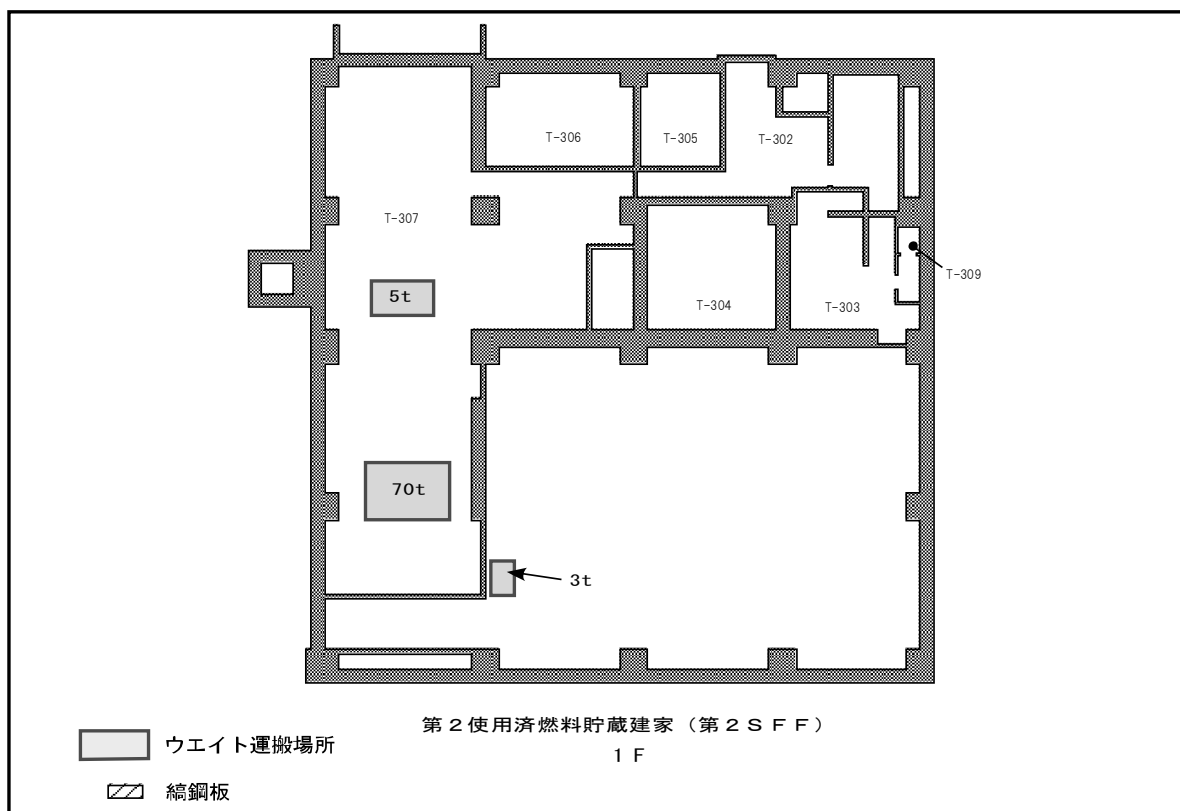 T-306
T-305
T-302
T-307
T-309
5t
T-304
T-303
70t
3t
第２使用済燃料貯蔵建家（第２ＳＦＦ）
１Ｆ
ウエイト運搬場所
縞鋼板